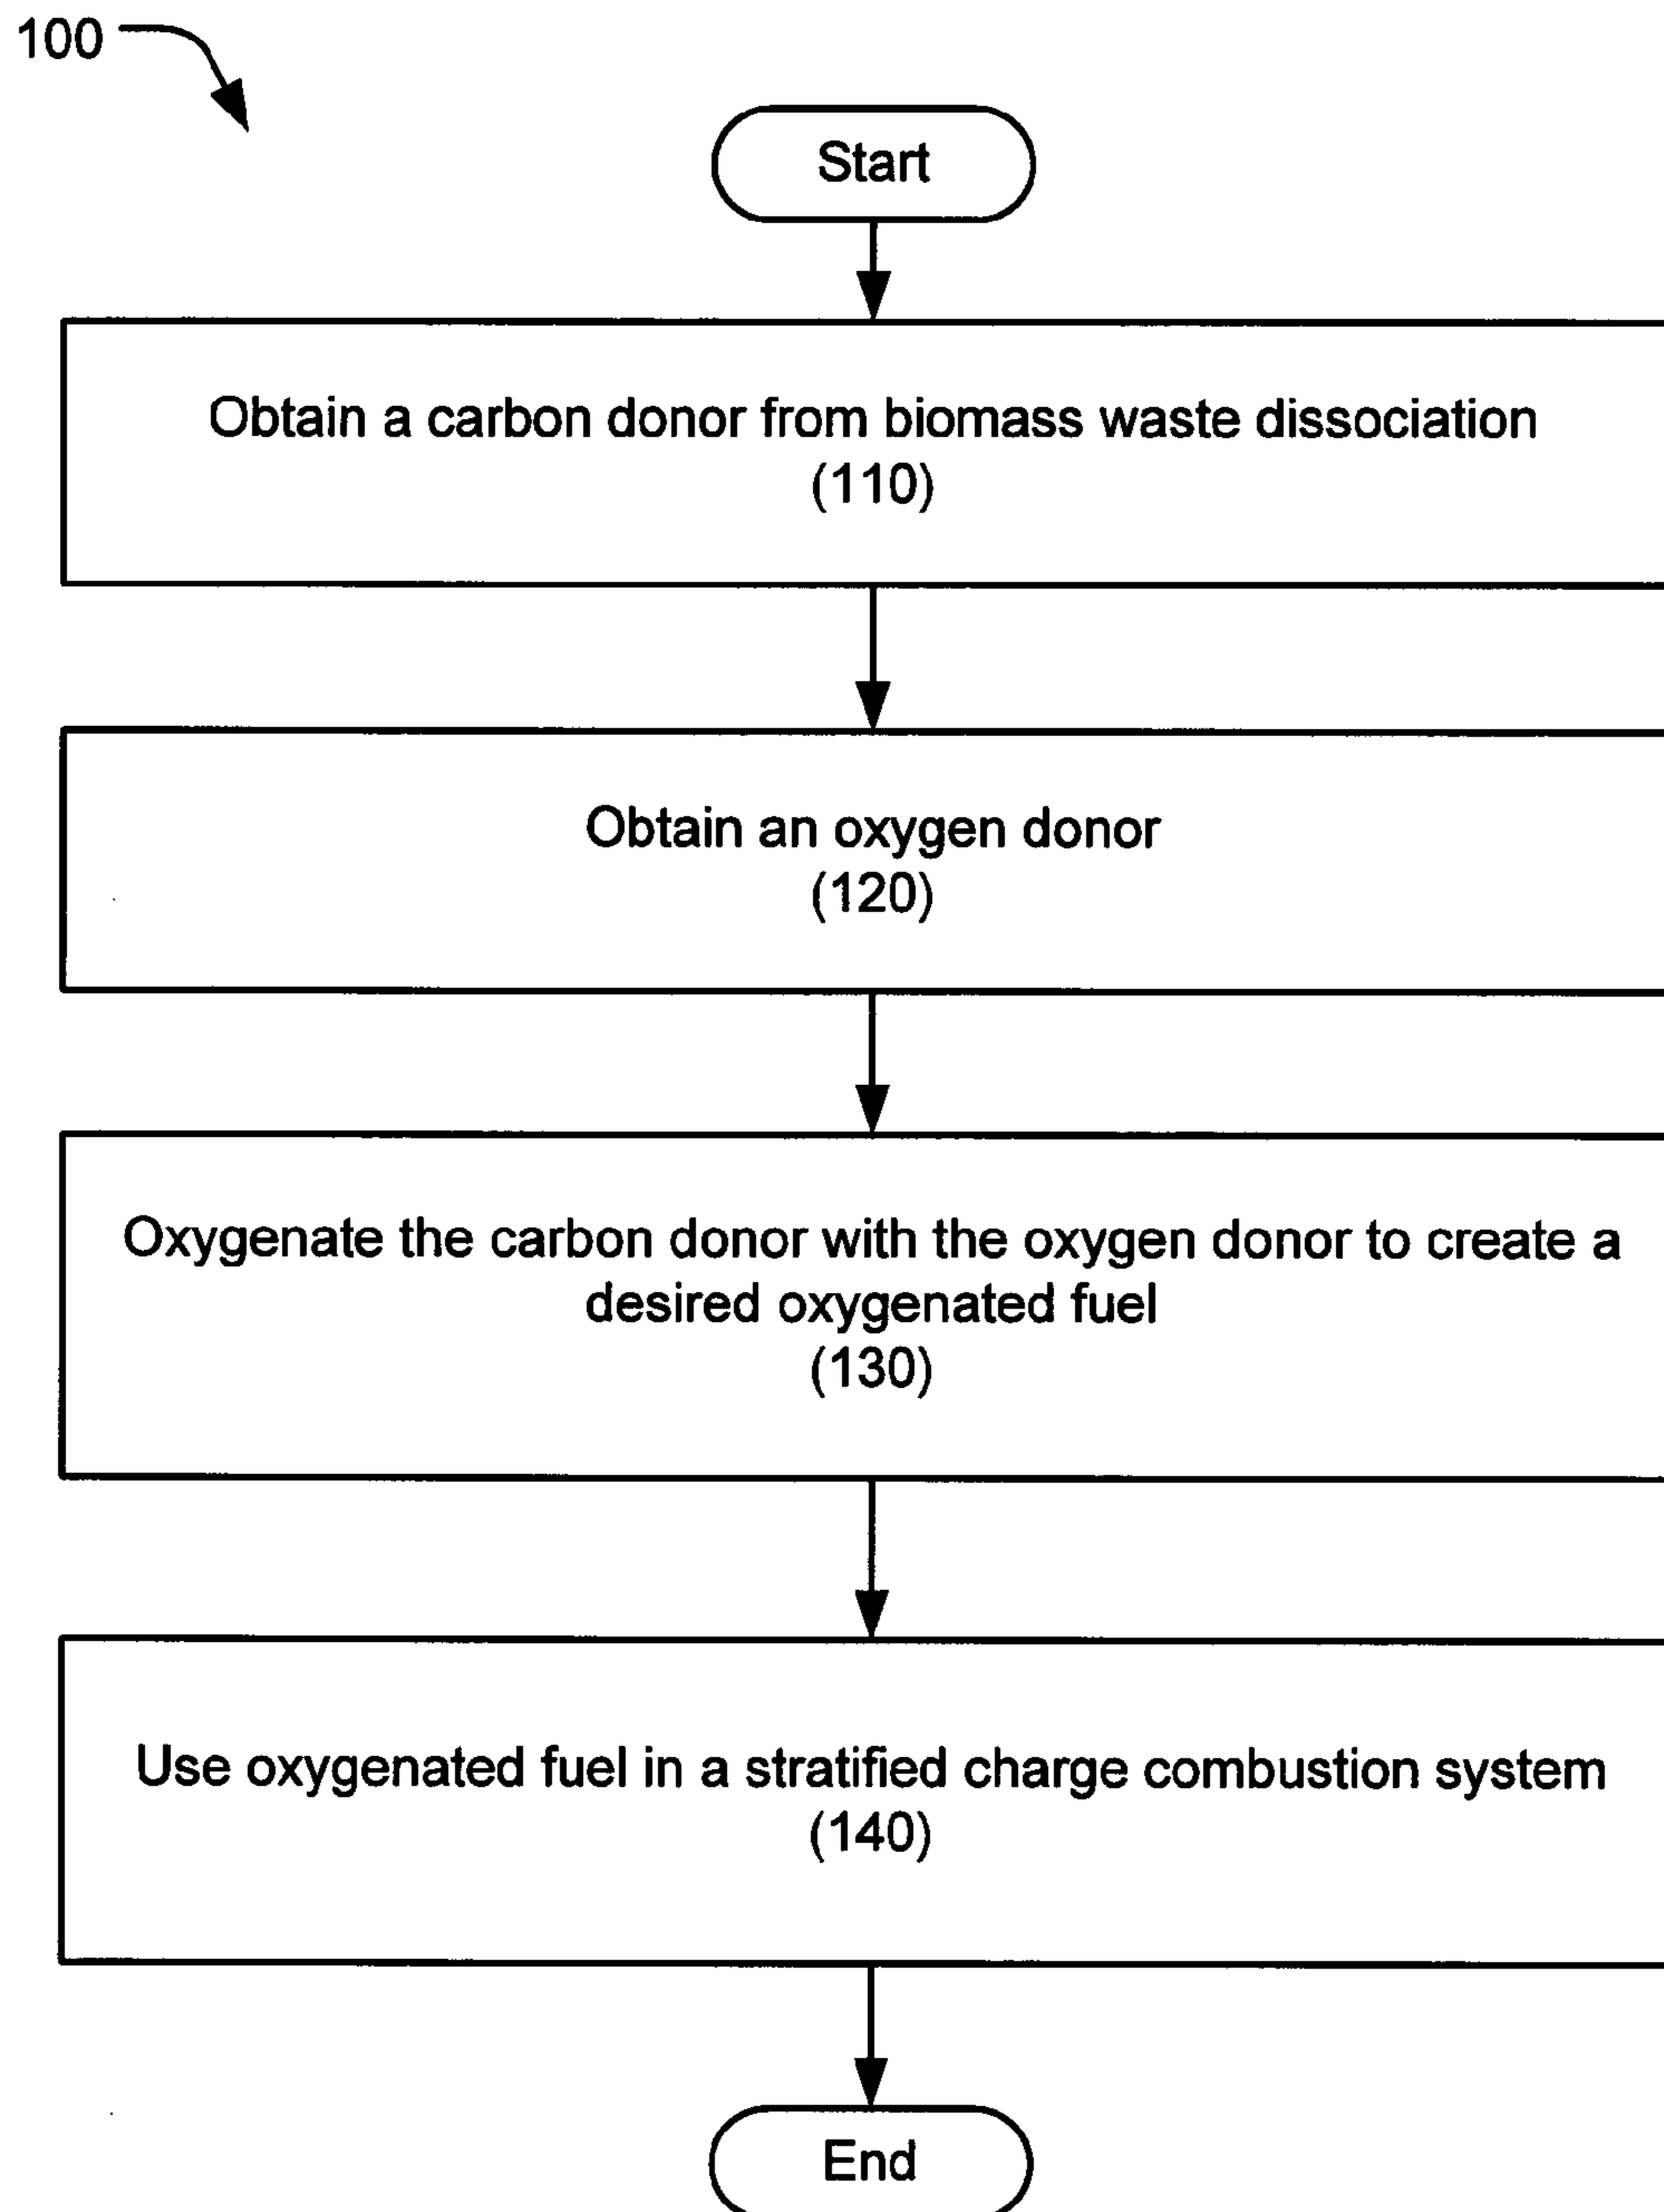 100
Start
Obtain a carbon donor from biomass waste dissociation
(110)
Obtain an oxygen donor
(120)
Oxygenate the carbon donor with the oxygen donor to create a
desired oxygenated fuel
(130)
Use oxygenated fuel in a stratified charge combustion system
(140)
End